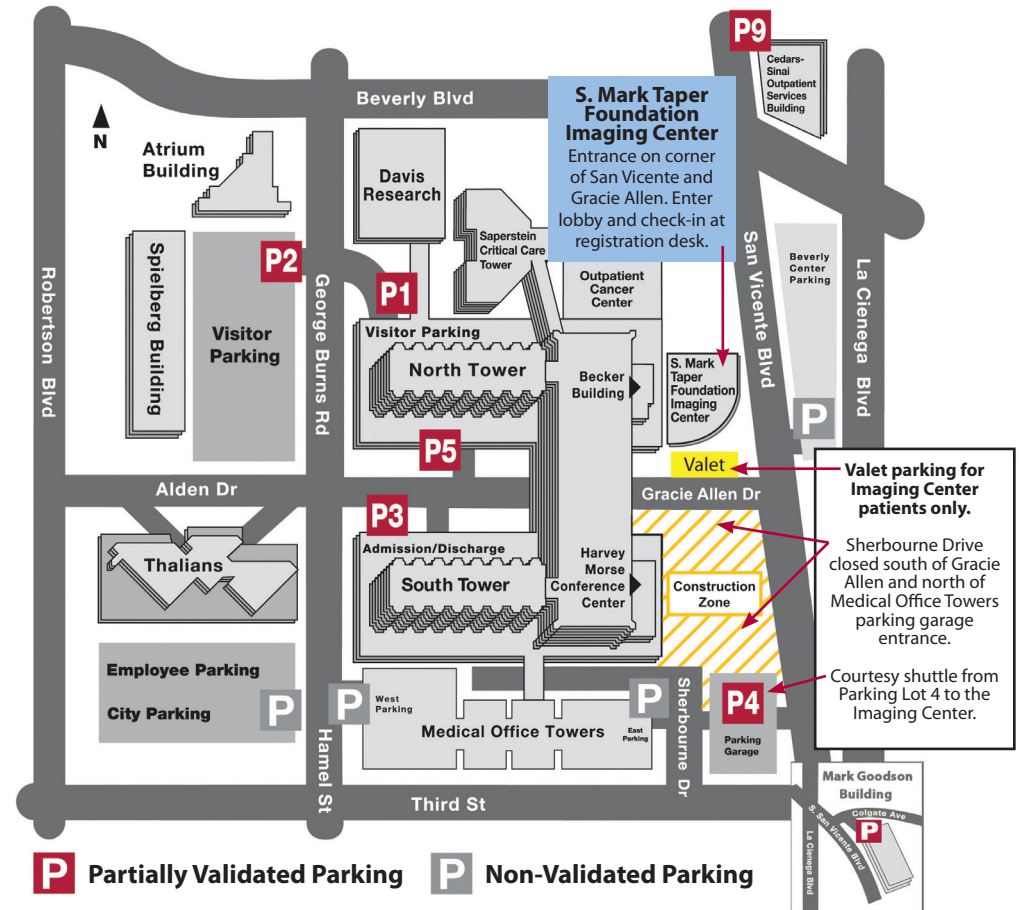 P9
Cedars-
Sinai
Outpatient
Services
Building
Beverly Blvd
S. Mark Taper
Foundation
Imaging Center
Entrance on corner
of San Vicente and
Gracie Allen. Enter
lobby and check-in at
registration desk.
N
Atrium
Building
Davis
Research
Saperstein
Critical Care
Tower
Outpatient
Cancer
Center
San Vicente Blvd
Beverly
Center
Parking
La Cienega Blvd
Robertson Blvd
Spielberg Building
P2
George Burns Rd
P1
Visitor
Parking
Visitor Parking
North Tower
Becker
Building
S. Mark
Taper
Foundation
Imaging
Center
P
P5
Valet
Valet parking for
Imaging Center
patients only.
Alden Dr
Gracie Allen Dr
P3
Admission/Discharge
South Tower
Harvey
Morse
Conference
Center
Construction
Zone
Sherbourne Drive
closed south of Gracie
Allen and north of
Medical Office Towers
parking garage
entrance.
Thalians
Employee Parking
City Parking
P
P
West
Parking
Medical Office Towers
P
East
Parking
Sherbourne Dr
P4
Parking
Garage
Courtesy shuttle from
Parking Lot 4 to the
Imaging Center.
Hamel St
Third St
Mark Goodson
Building
Colgate Ave
P
S. San Vicente Blvd
La Cienega Blvd
P Partially Validated Parking
P Non-Validated Parking